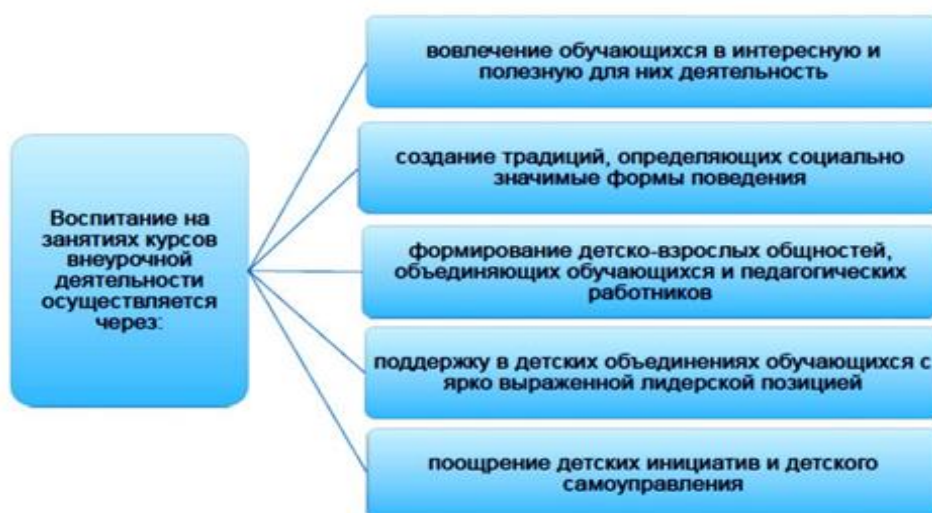 Воспитание на
занятиях курсов
внеурочной
деятельности
осуществляется
через:
вовлечение обучающихся в интересную и
полезную для них деятельность
создание традиций, определяющих социально
значимые формы поведения
формирование детско-взрослых общностей,
объединяющих обучающихся и педагогических
работников
поддержку в детских объединениях обучающихся с
ярко выраженной лидерской позицией
поощрение детских инициатив и детского
самоуправления